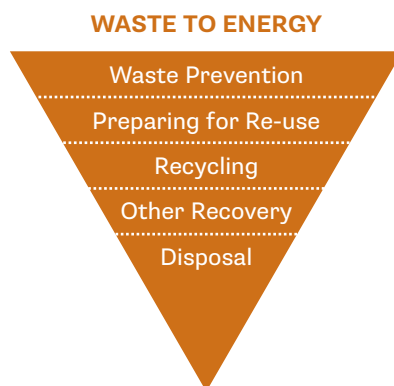 WASTE TO ENERGY
Waste Prevention
Preparing for Re-use
Recycling
Other Recovery
Disposal